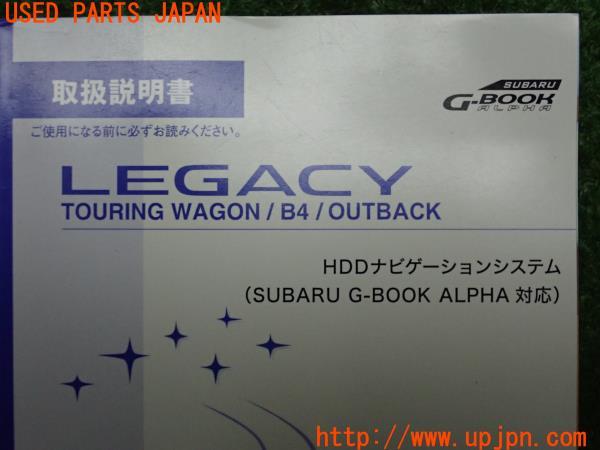 USED PARTS JAPAN
取扱説明書
SUBARU
G-BOOK
ALPHA
ご使用になる前に必ずお読みください。
LEGACY
TOURING WAGON / B4 / OUTBACK
HDDナビゲーションシステム
（SUBARU G-BOOK ALPHA 対応）
http://www.upjpn.com